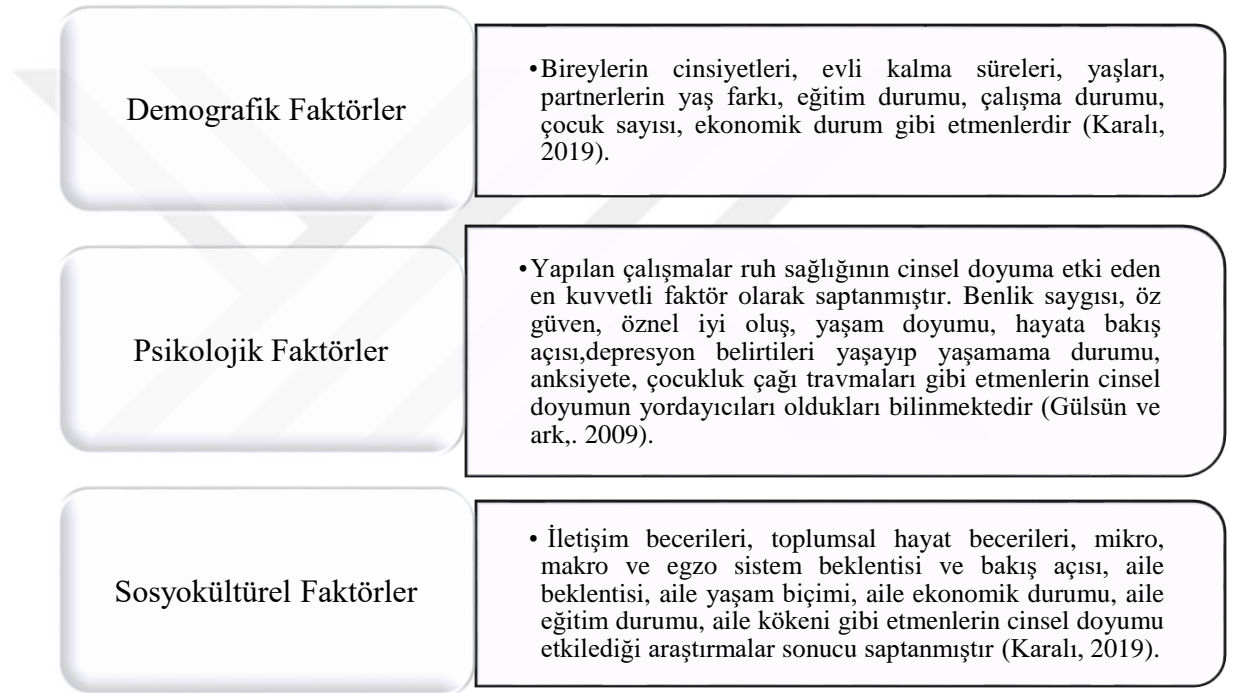 Demografik Faktörler
•Bireylerin cinsiyetleri, evli kalma süreleri, yaşları,
partnerlerin yaş farkı, eğitim durumu, çalışma durumu,
çocuk sayısı, ekonomik durum gibi etmenlerdir (Karalı,
2019).
Psikolojik Faktörler
•Yapılan çalışmalar ruh sağlığının cinsel doyuma etki eden
en kuvvetli faktör olarak saptanmıştır. Benlik saygısı, öz
güven, öznel iyi oluş, yaşam doyumu, hayata bakış
açısı,depresyon belirtileri yaşayıp yaşamama durumu,
anksiyete, çocukluk çağı travmaları gibi etmenlerin cinsel
doyumun yordayıcıları oldukları bilinmektedir (Gülsün ve
ark,. 2009).
Sosyokültürel Faktörler
• İletişim becerileri, toplumsal hayat becerileri, mikro,
makro ve egzo sistem beklentisi ve bakış açısı, aile
beklentisi, aile yaşam biçimi, aile ekonomik durumu, aile
eğitim durumu, aile kökeni gibi etmenlerin cinsel doyumu
etkilediği araştırmalar sonucu saptanmıştır (Karalı, 2019).